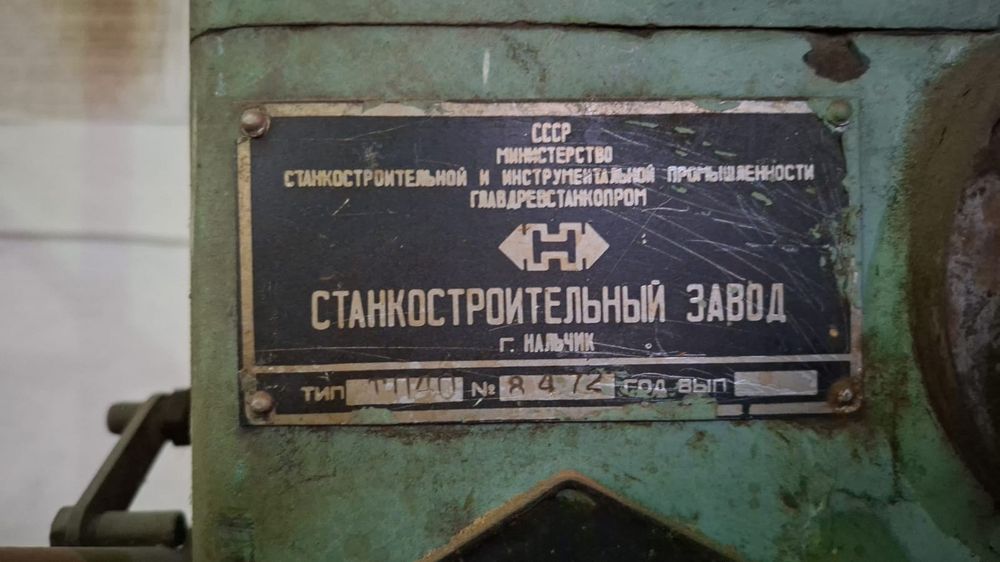 СССР
МИНИСТЕРСТВО
СТАНКОСТРОИТЕЛЬНОЙ И ИНСТРУМЕНТАЛЬНОЙ ПРОМЫШЛЕННОСТИ
ГЛАВДРЕВСТАНКОПРОМ
Н
СТАНКОСТРОИТЕЛЬНЫЙ ЗАВОД
Г. НАЛЬЧИК
ТИП № 8472 ГОД. ВЫП